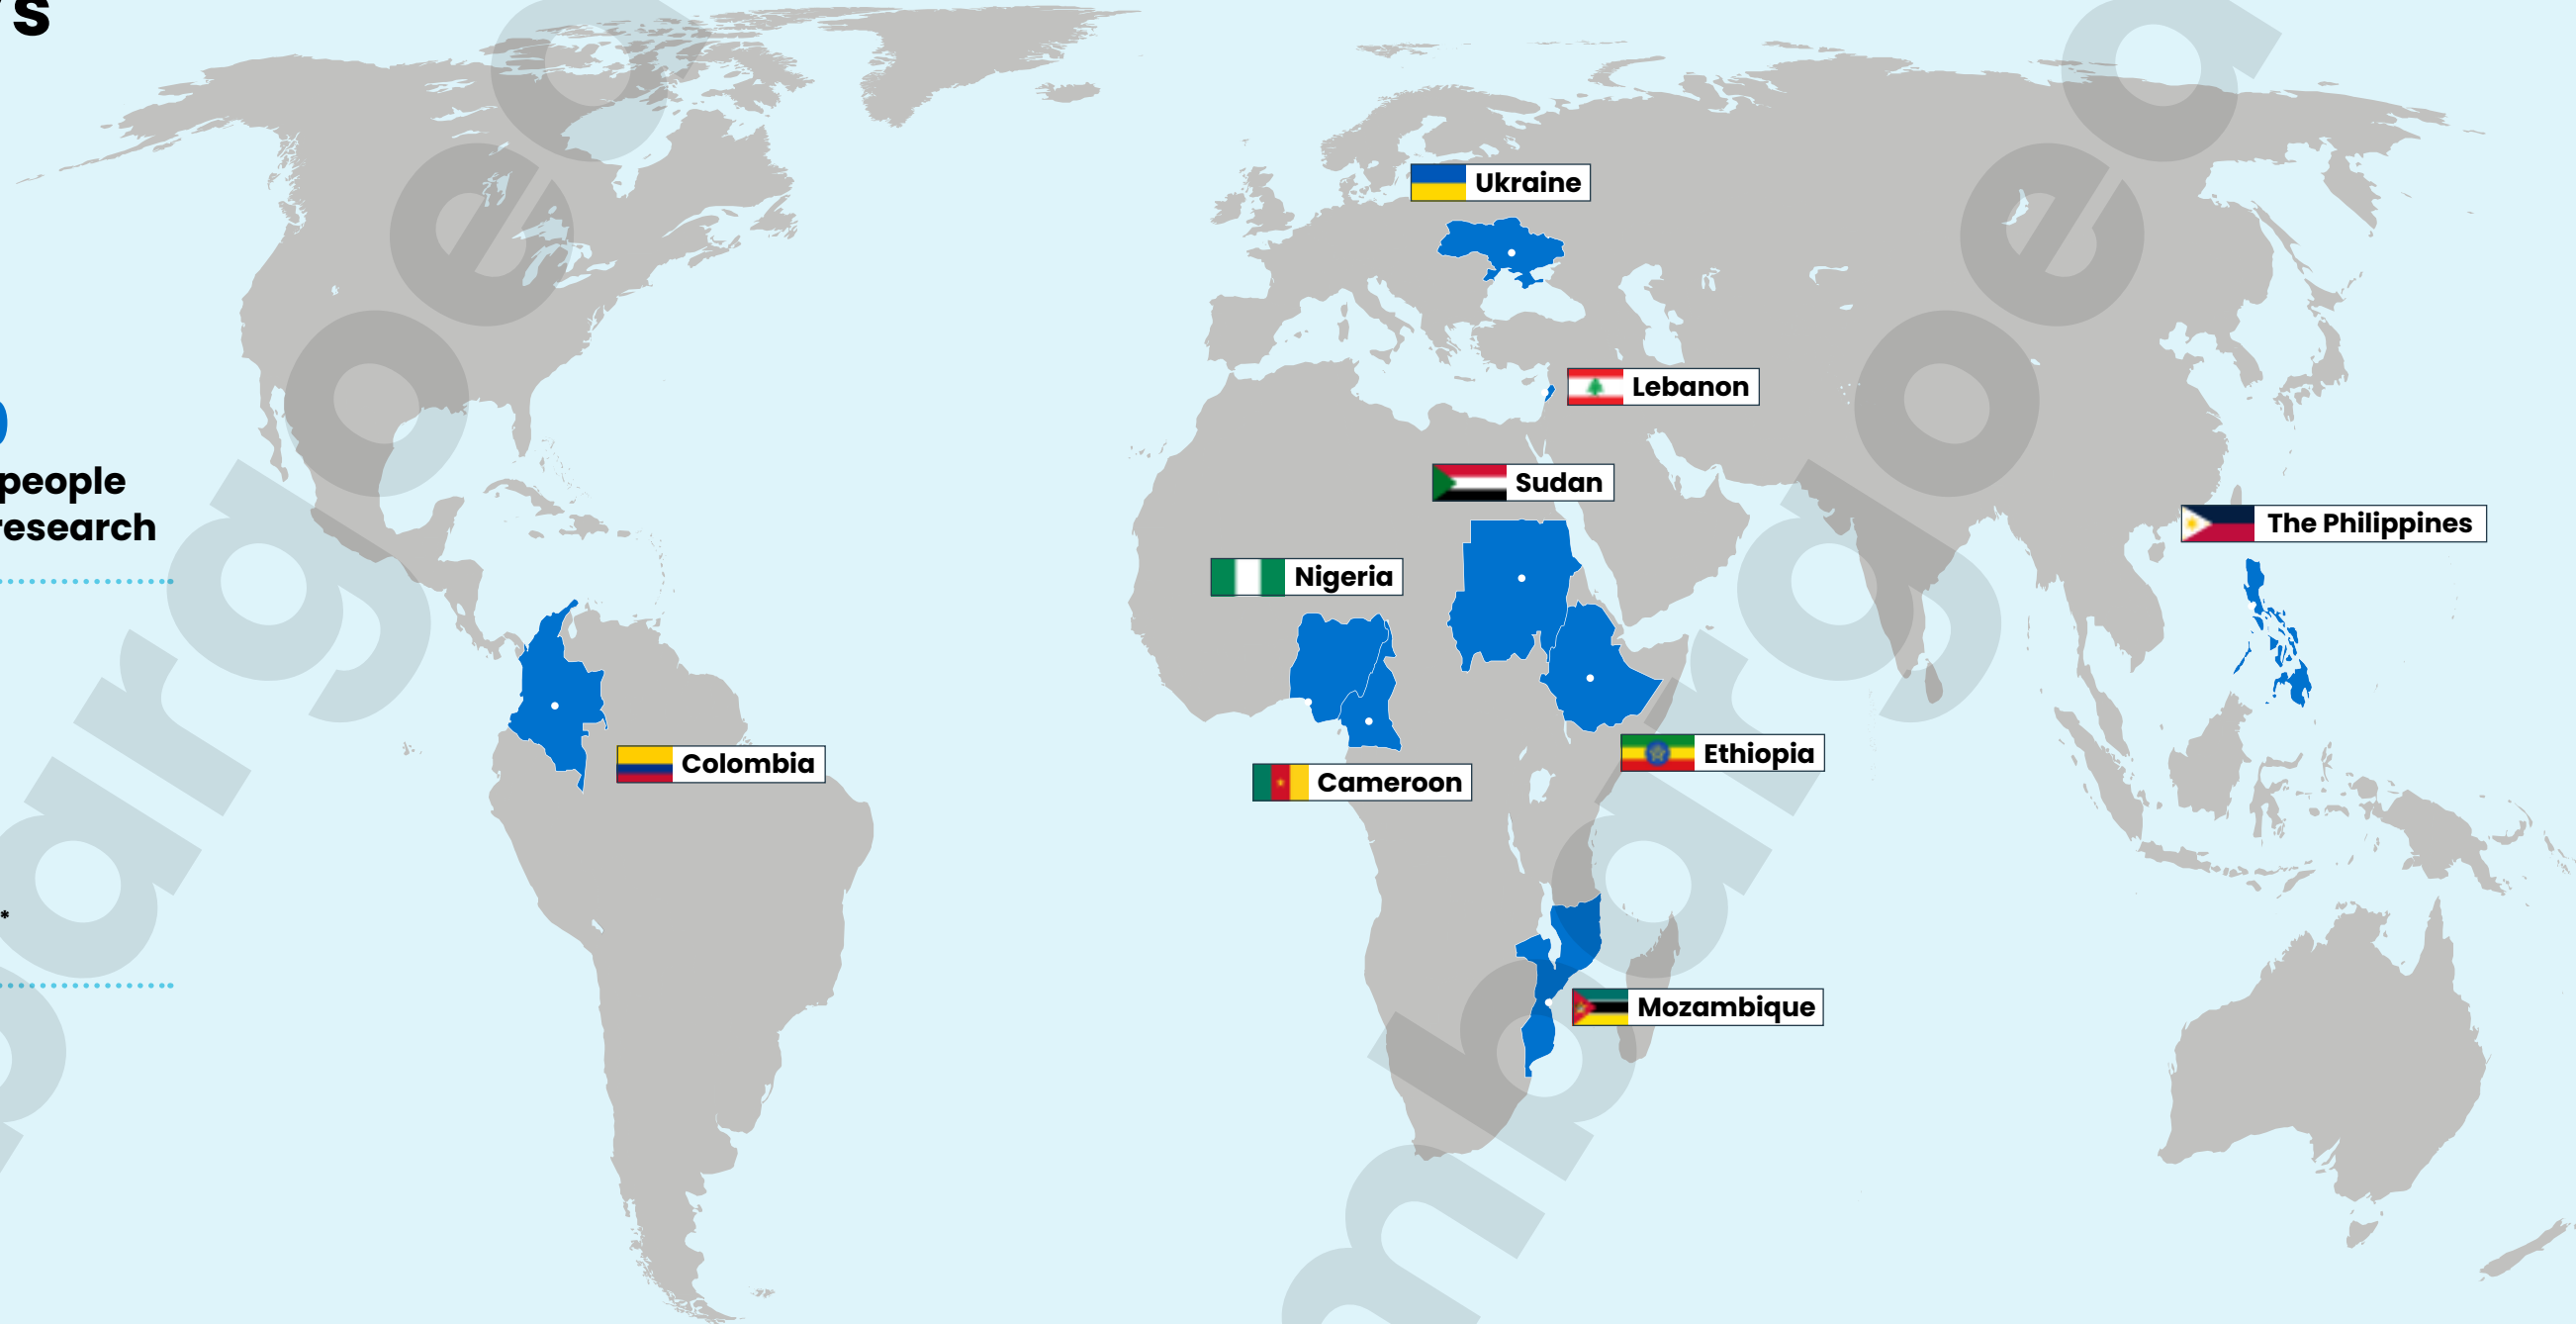 people
research
Ukraine
Lebanon
Sudan
The Philippines
Nigeria
Colombia
Ethiopia
Cameroon
Mozambique
*